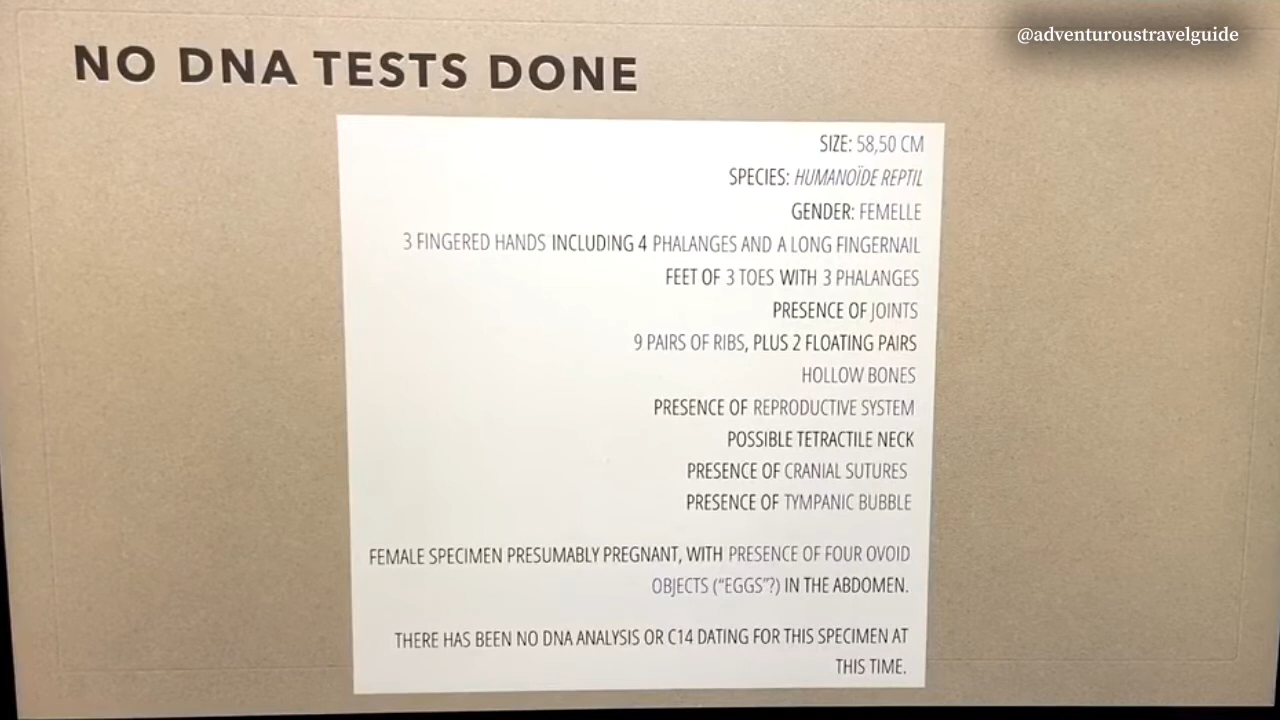 @adventuroustravelguide
NO DNA TESTS DONE
SIZE: 58,50 CM
SPECIES: HUMANOÏDE REPTIL
GENDER: FEMELLE
3 FINGERED HANDS INCLUDING 4 PHALANGES AND A LONG FINGERNAIL
FEET OF 3 TOES WITH 3 PHALANGES
PRESENCE OF JOINTS
9 PAIRS OF RIBS, PLUS 2 FLOATING PAIRS
HOLLOW BONES
PRESENCE OF REPRODUCTIVE SYSTEM
POSSIBLE TETRACTILE NECK
PRESENCE OF CRANIAL SUTURES
PRESENCE OF TYMPANIC BUBBLE
FEMALE SPECIMEN PRESUMABLY PREGNANT, WITH PRESENCE OF FOUR OVOID
OBJECTS ("EGGS"?) IN THE ABDOMEN.
THERE HAS BEEN NO DNA ANALYSIS OR C14 DATING FOR THIS SPECIMEN AT
THIS TIME.